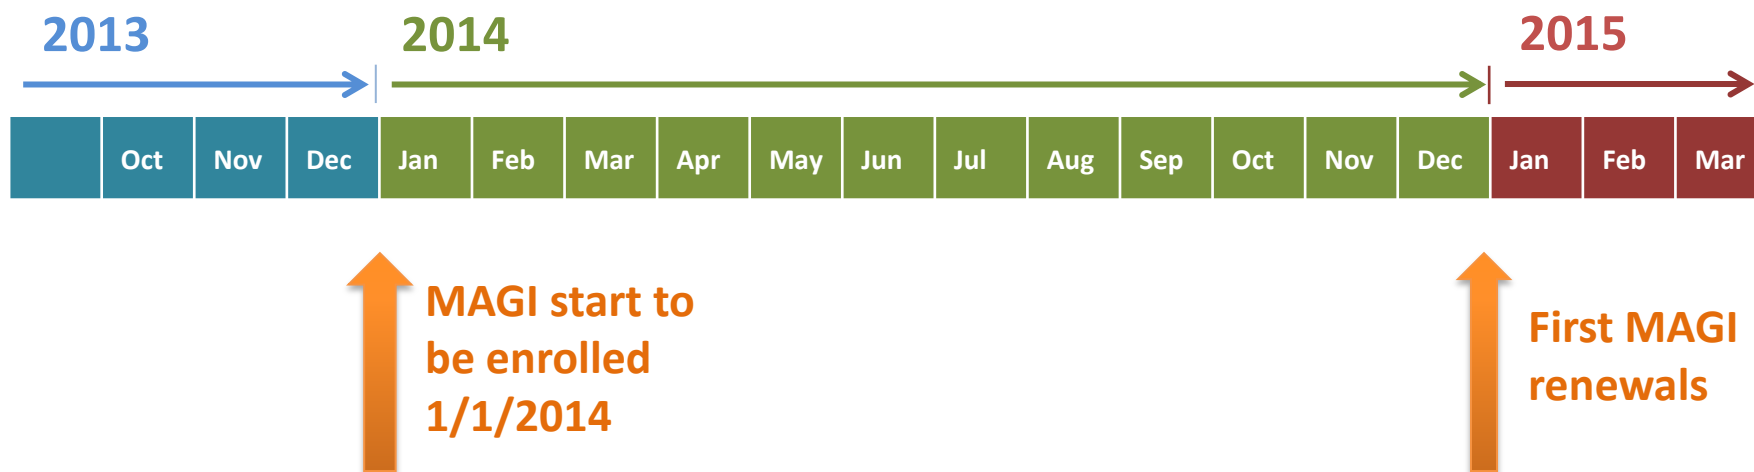 2013 2014 2015
Oct Nov Dec Jan Feb Mar Apr May Jun Jul Aug Sep Oct Nov Dec Jan Feb Mar
MAGI start to
be enrolled
1/1/2014
First MAGI
renewals